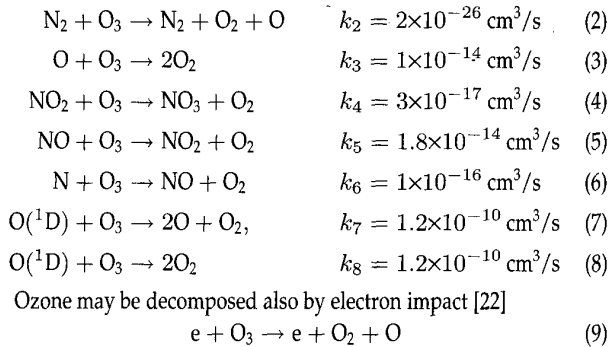 N₂ + O₃ → N₂ + O₂ + O k₂ = 2×10⁻²⁶ cm³/s (2)
O + O₃ → 2O₂ k₃ = 1×10⁻¹⁴ cm³/s (3)
NO₂ + O₃ → NO₃ + O₂ k₄ = 3×10⁻¹⁷ cm³/s (4)
NO + O₃ → NO₂ + O₂ k₅ = 1.8×10⁻¹⁴ cm³/s (5)
N + O₃ → NO + O₂ k₆ = 1×10⁻¹⁶ cm³/s (6)
O(¹D) + O₃ → 2O + O₂, k₇ = 1.2×10⁻¹⁰ cm³/s (7)
O(¹D) + O₃ → 2O₂ k₈ = 1.2×10⁻¹⁰ cm³/s (8)
Ozone may be decomposed also by electron impact [22]
e + O₃ → e + O₂ + O (9)